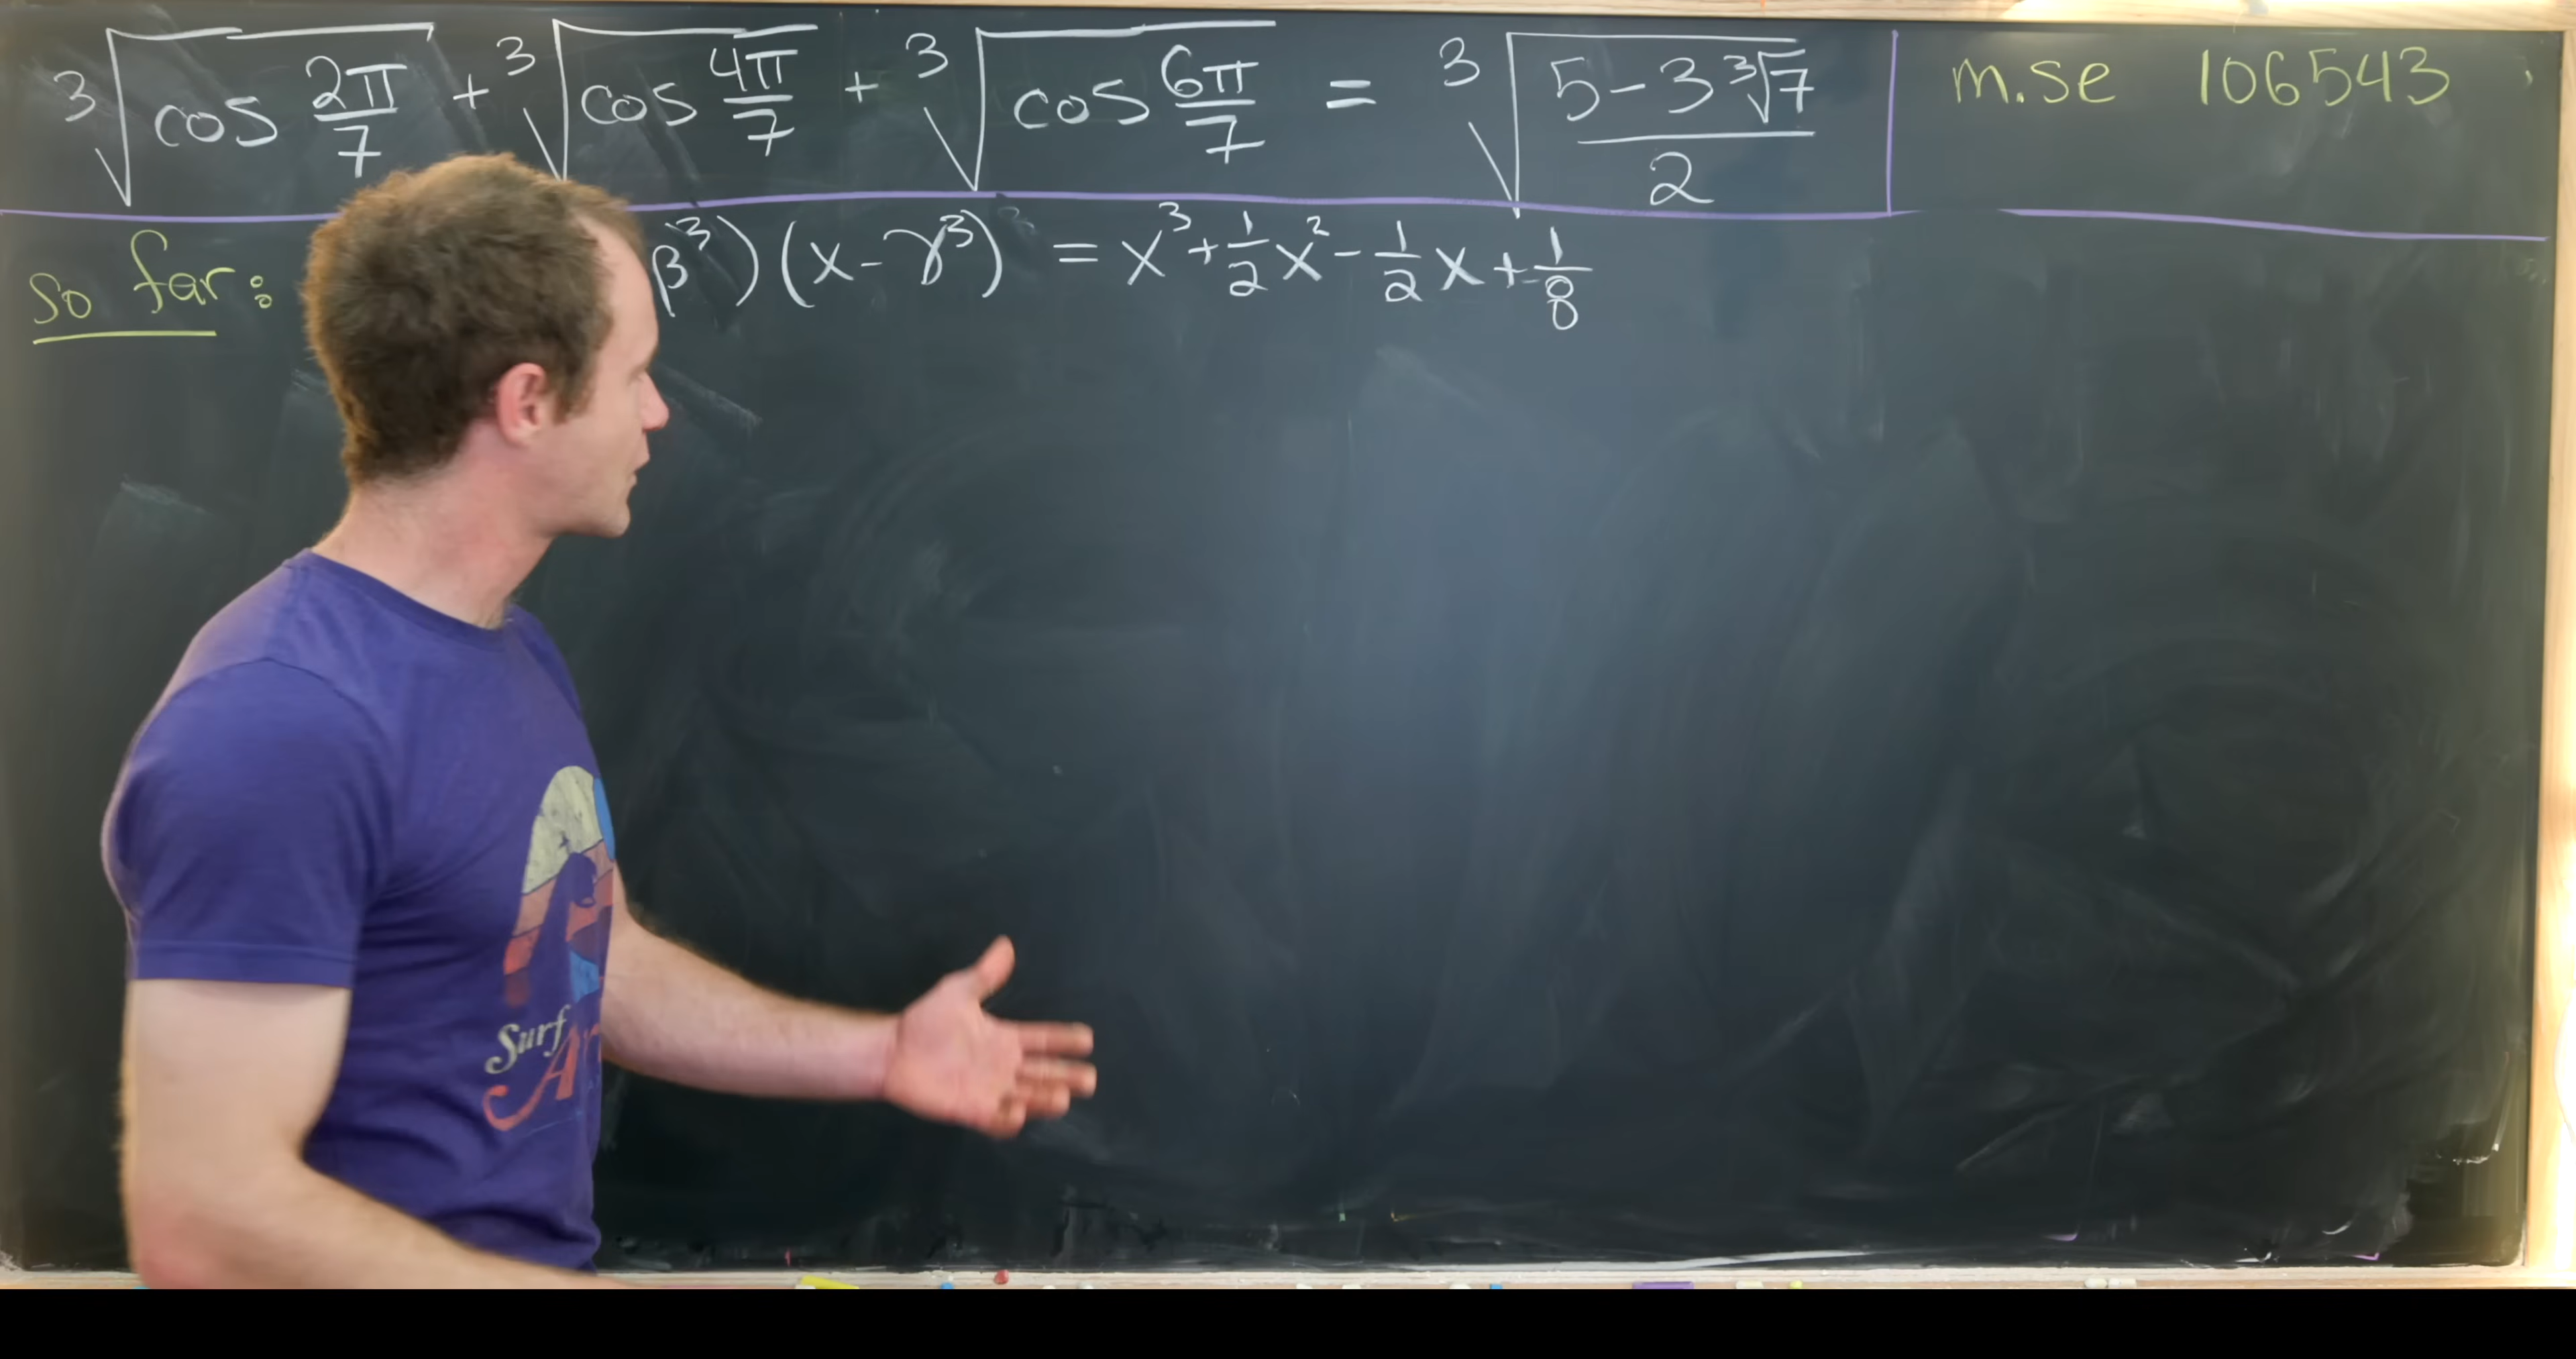 ∛(cos 2π/7) + ∛(cos 4π/7) + ∛(cos 6π/7) = ∛((5-3∛7)/2)
m.se 106543
so far: β³)(x-γ³) = x³+1/2x²-1/2x+1/8
Surf